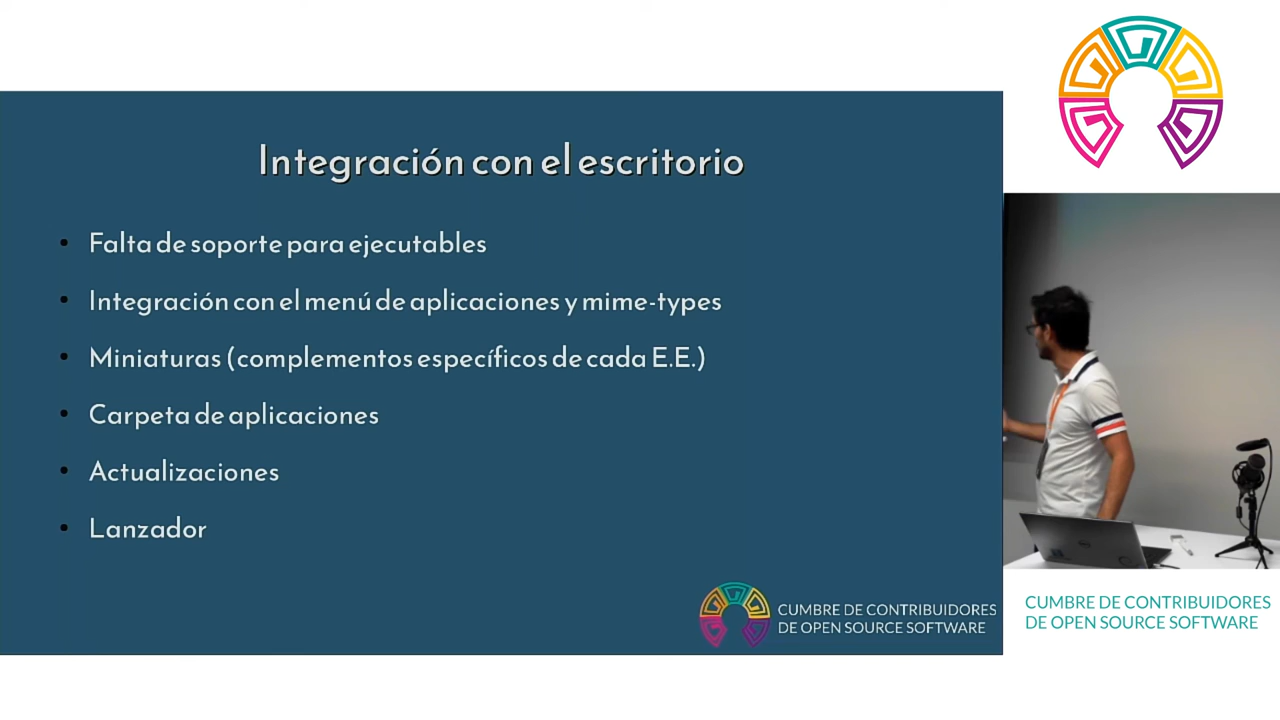 Integración con el escritorio
Falta de soporte para ejecutables
Integración con el menú de aplicaciones y mime-types
Miniaturas (complementos específicos de cada E.E.)
Carpeta de aplicaciones
Actualizaciones
Lanzador
CUMBRE DE CONTRIBUIDORES
DE OPEN SOURCE SOFTWARE
CUMBRE DE CONTRIBUIDORES
DE OPEN SOURCE SOFTWARE